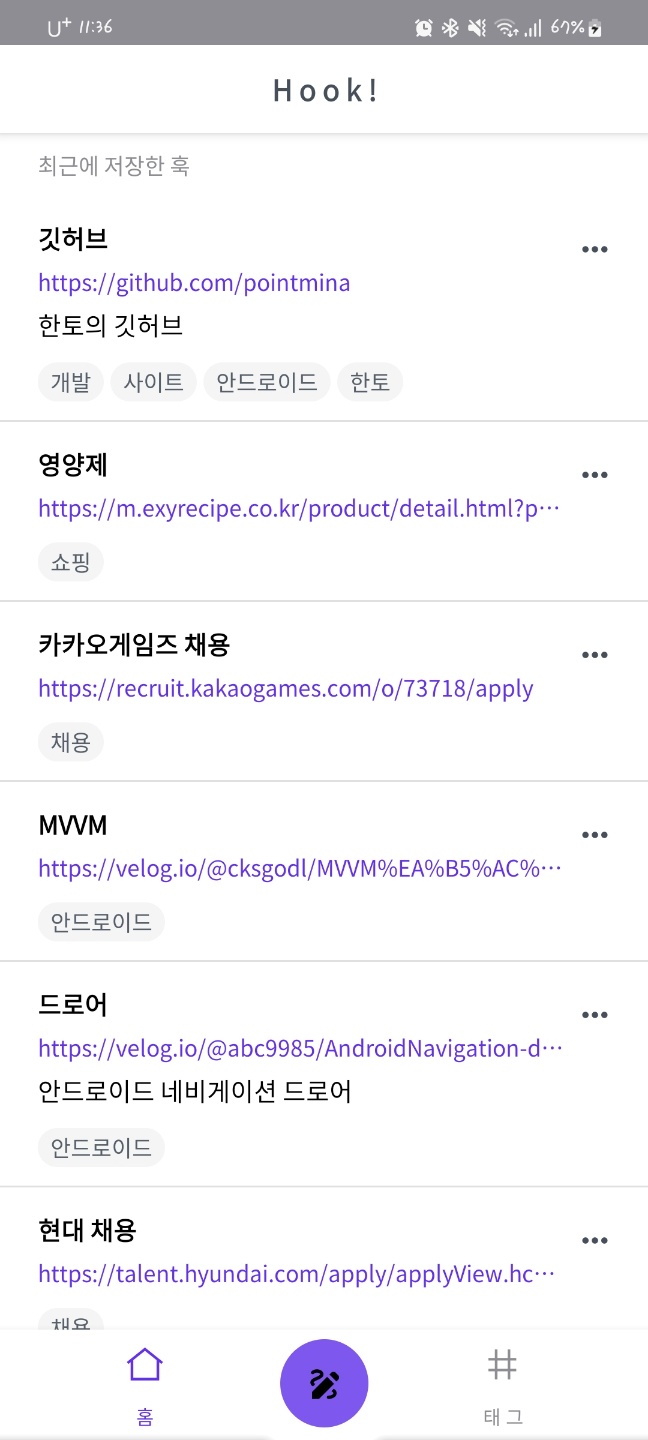 U+ 11:36 67%
Hook!
최근에 저장한 훅
깃허브
https://github.com/pointmina
한토의 깃허브
개발 사이트 안드로이드 한토
영양제
https://m.exyrecipe.co.kr/product/detail.html?p…
쇼핑
카카오게임즈 채용
https://recruit.kakaogames.com/o/73718/apply
채용
MVVM
https://velog.io/@cksgodl/MVVM%EA%B5%AC%…
안드로이드
드로어
https://velog.io/@abc9985/AndroidNavigation-d…
안드로이드 네비게이션 드로어
안드로이드
현대 채용
https://talent.hyundai.com/apply/applyView.hc…
채용
홈 태그